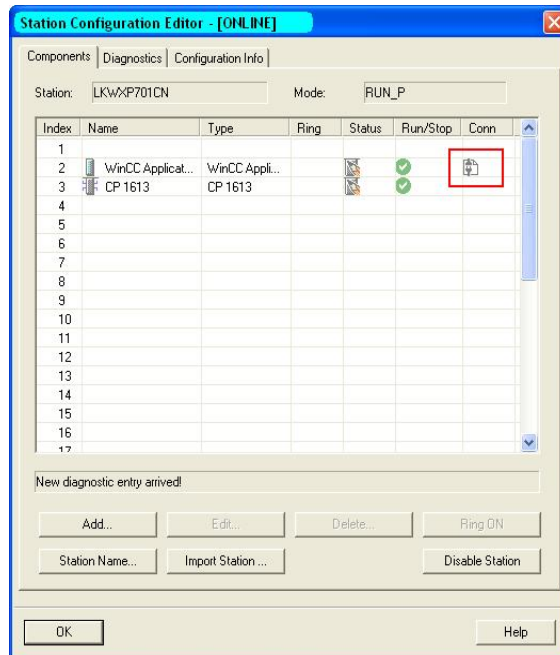 Station Configuration Editor - [ONLINE]
Components Diagnostics Configuration Info
Station: LKWXP701CN Mode: RUN_P
Index Name Type Ring Status Run/Stop Conn
1
2 WinCC Applicat... WinCC Appli...
3 CP 1613 CP 1613
4
5
6
7
8
9
10
11
12
13
14
15
16
17
New diagnostic entry arrived!
Add... Edit... Delete... Ring ON
Station Name... Import Station ... Disable Station
OK Help